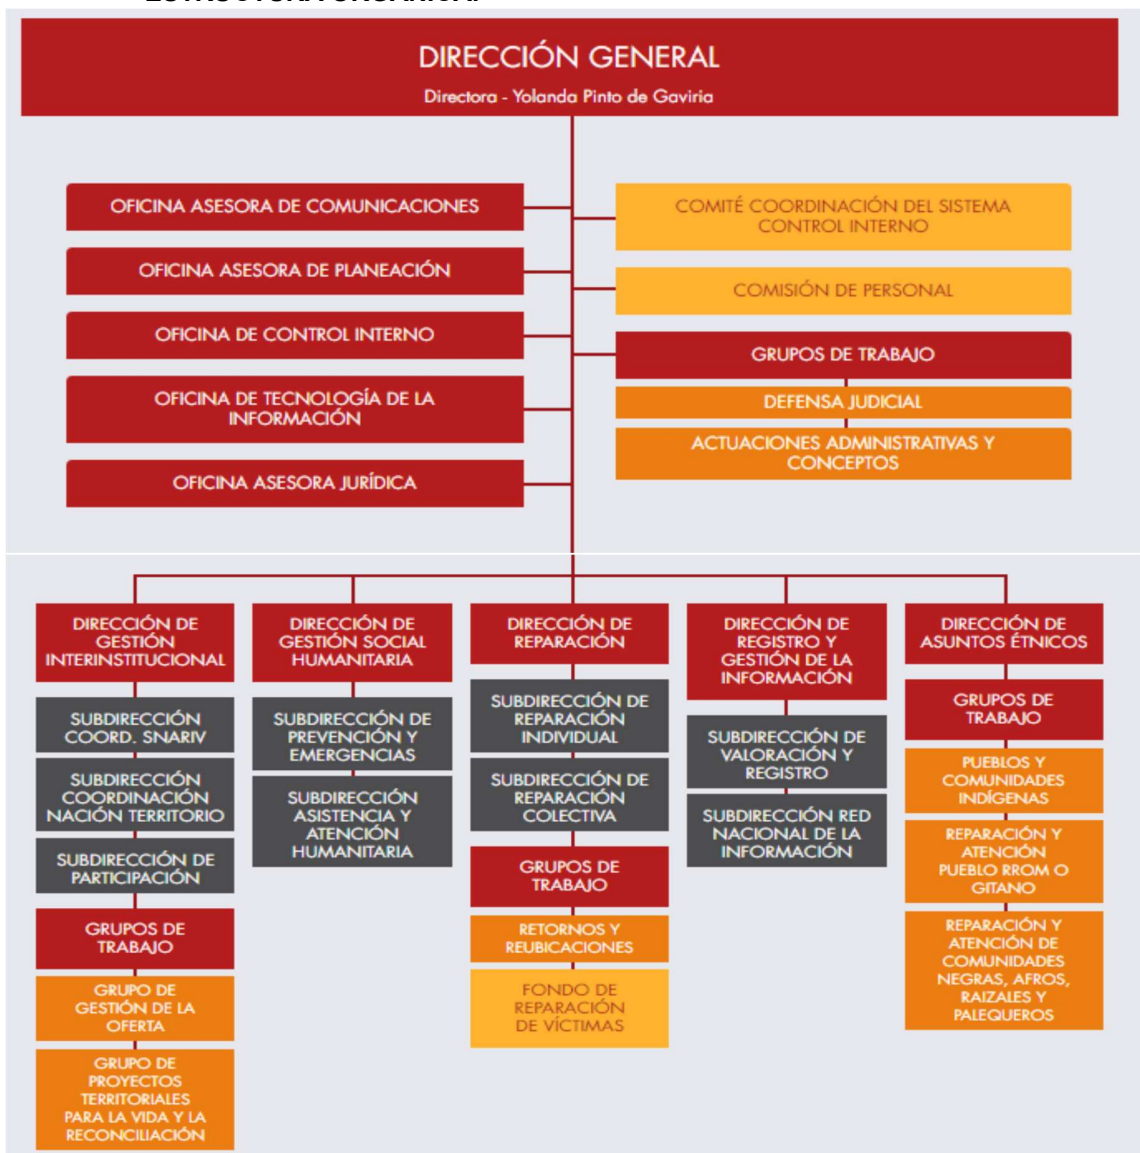 ESTRUCTURA ORGÁNICA.
DIRECCIÓN GENERAL
Directora - Yolanda Pinto de Gaviria
OFICINA ASESORA DE COMUNICACIONES
OFICINA ASESORA DE PLANEACIÓN
OFICINA DE CONTROL INTERNO
OFICINA DE TECNOLOGÍA DE LA
INFORMACIÓN
OFICINA ASESORA JURÍDICA
COMITÉ COORDINACIÓN DEL SISTEMA
CONTROL INTERNO
COMISIÓN DE PERSONAL
GRUPOS DE TRABAJO
DEFENSA JUDICIAL
ACTUACIONES ADMINISTRATIVAS Y
CONCEPTOS
DIRECCIÓN DE
GESTIÓN
INTERINSTITUCIONAL
SUBDIRECCIÓN
COORD. SNARIV
SUBDIRECCIÓN
COORDINACIÓN
NACIÓN TERRITORIO
SUBDIRECCIÓN DE
PARTICIPACIÓN
GRUPOS DE
TRABAJO
GRUPO DE
GESTIÓN DE LA
OFERTA
GRUPO DE
PROYECTOS
TERRITORIALES
PARA LA VIDA Y LA
RECONCILIACIÓN
DIRECCIÓN DE
GESTIÓN SOCIAL
HUMANITARIA
SUBDIRECCIÓN DE
PREVENCIÓN Y
EMERGENCIAS
SUBDIRECCIÓN
ASISTENCIA Y
ATENCIÓN
HUMANITARIA
DIRECCIÓN DE
REPARACIÓN
SUBDIRECCIÓN DE
REPARACIÓN
INDIVIDUAL
SUBDIRECCIÓN DE
REPARACIÓN
COLECTIVA
GRUPOS DE
TRABAJO
RETORNOS Y
REUBICACIONES
FONDO DE
REPARACIÓN
DE VÍCTIMAS
DIRECCIÓN DE
REGISTRO Y
GESTIÓN DE LA
INFORMACIÓN
SUBDIRECCIÓN DE
VALORACIÓN Y
REGISTRO
SUBDIRECCIÓN RED
NACIONAL DE LA
INFORMACIÓN
DIRECCIÓN DE
ASUNTOS ÉTNICOS
GRUPOS DE
TRABAJO
PUEBLOS Y
COMUNIDADES
INDÍGENAS
REPARACIÓN Y
ATENCIÓN
PUEBLO RROM O
GITANO
REPARACIÓN Y
ATENCIÓN DE
COMUNIDADES
NEGRAS, AFROS,
RAIZALES Y
PALEQUEROS